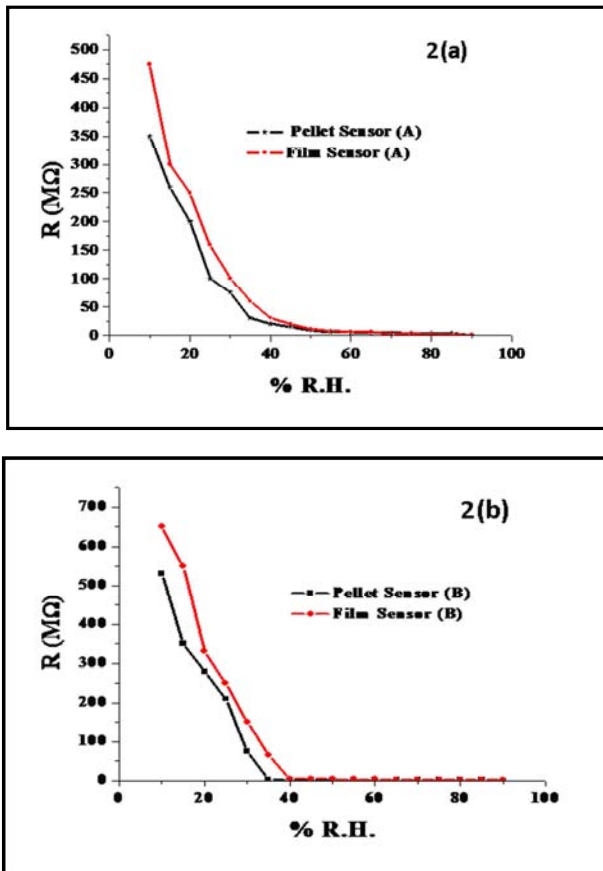 2(a)
500
450
400
350
300
250
200
150
100
50
0
R (MΩ)
Pellet Sensor (A)
Film Sensor (A)
0 20 40 60 80 100
% R.H.
2(b)
700
600
500
400
300
200
100
0
R (MΩ)
Pellet Sensor (B)
Film Sensor (B)
0 20 40 60 80 100
% R.H.